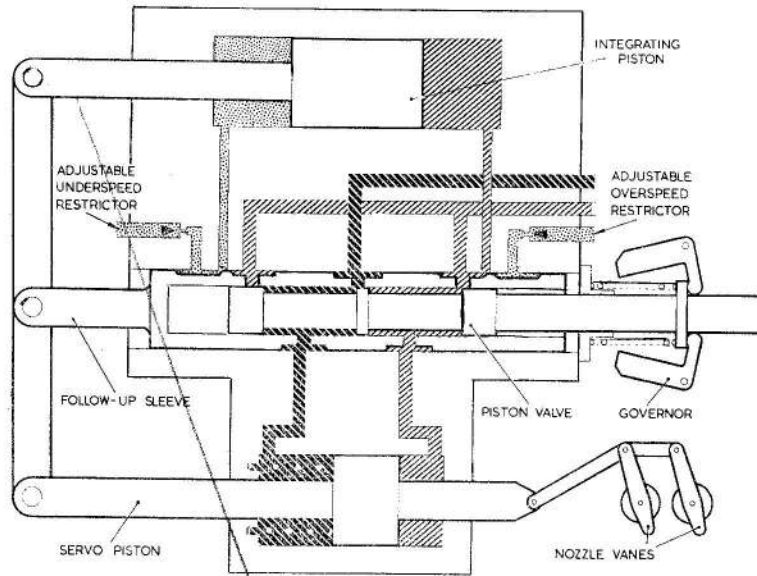 INTEGRATING
PISTON
ADJUSTABLE
UNDERSPEED
RESTRICTOR
ADJUSTABLE
OVERSPEED
RESTRICTOR
FOLLOW-UP SLEEVE
PISTON VALVE
GOVERNOR
SERVO PISTON
NOZZLE VANES